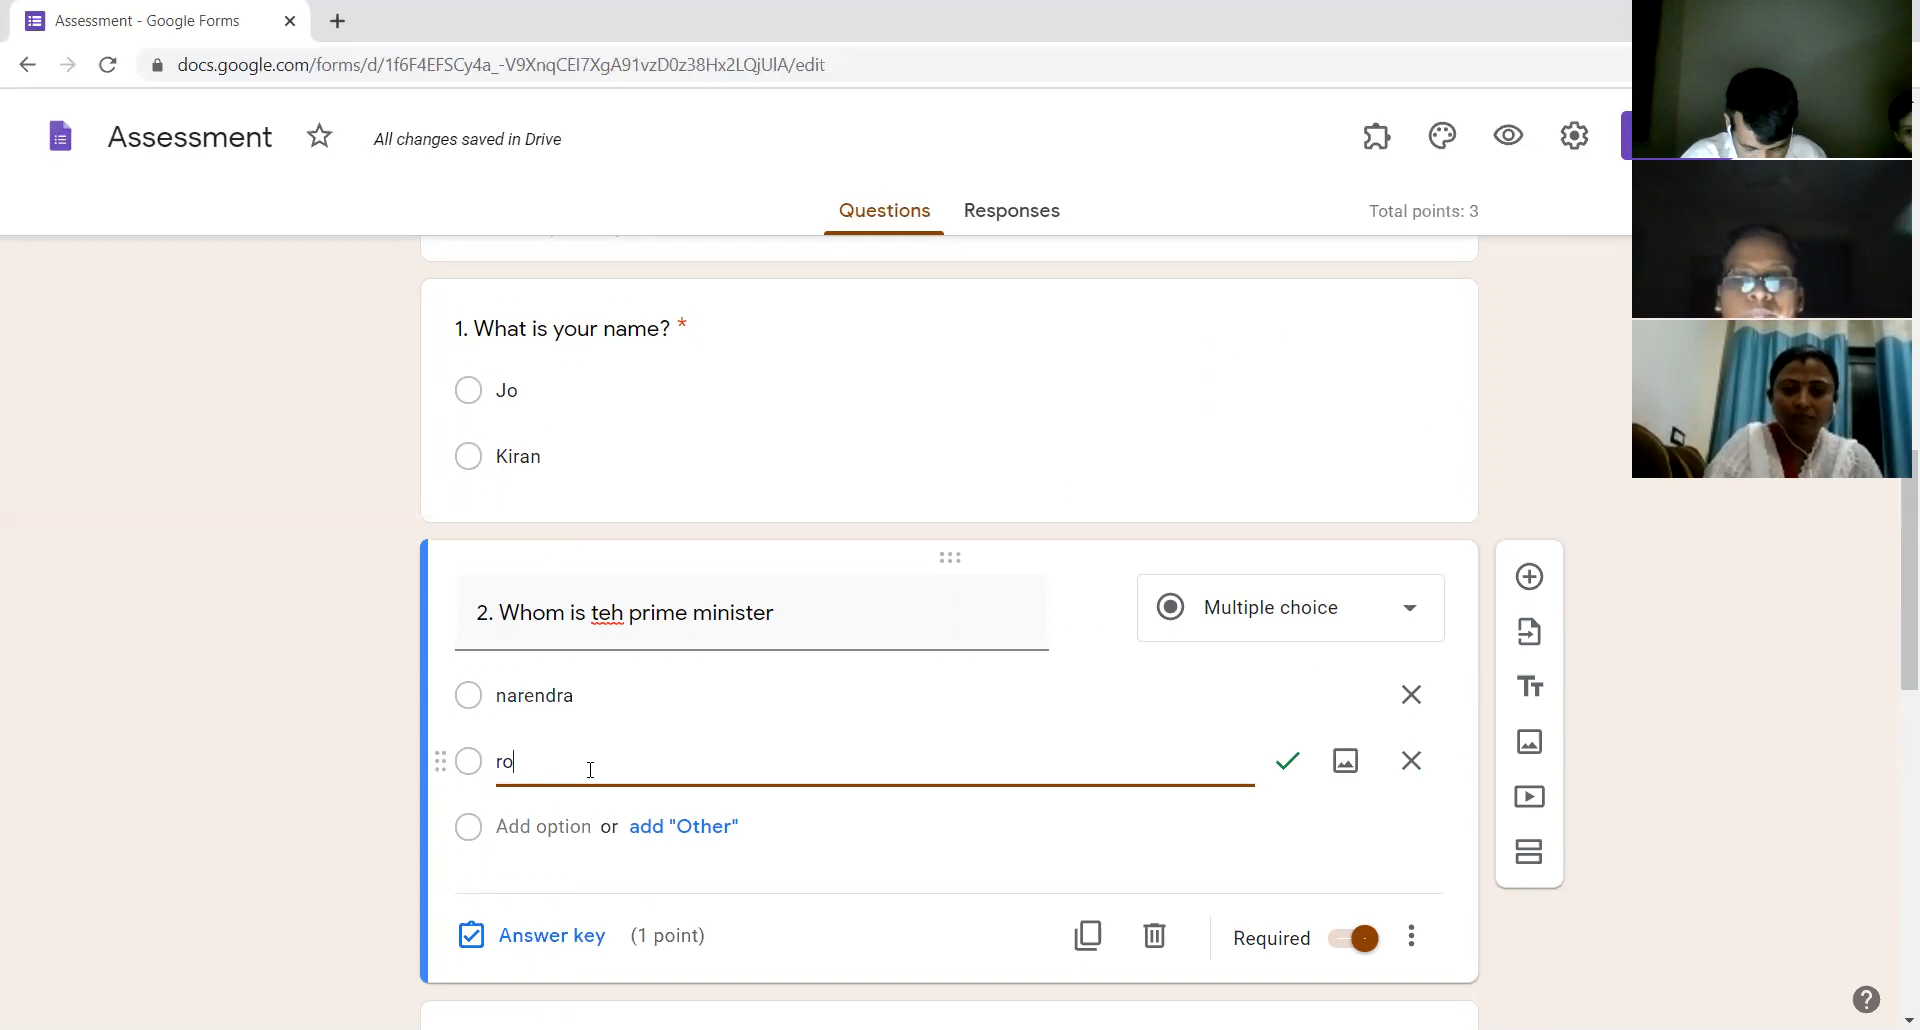 Assessment - Google Forms
docs.google.com/forms/d/1f6F4EFSCy4a_-V9XnqCEI7XgA91vzD0z38Hx2LQjUlA/edit
Assessment
All changes saved in Drive
Questions
Responses
Total points: 3
1. What is your name? *
Jo
Kiran
2. Whom is teh prime minister
Multiple choice
narendra
ro
Add option or add "Other"
Answer key (1 point)
Required